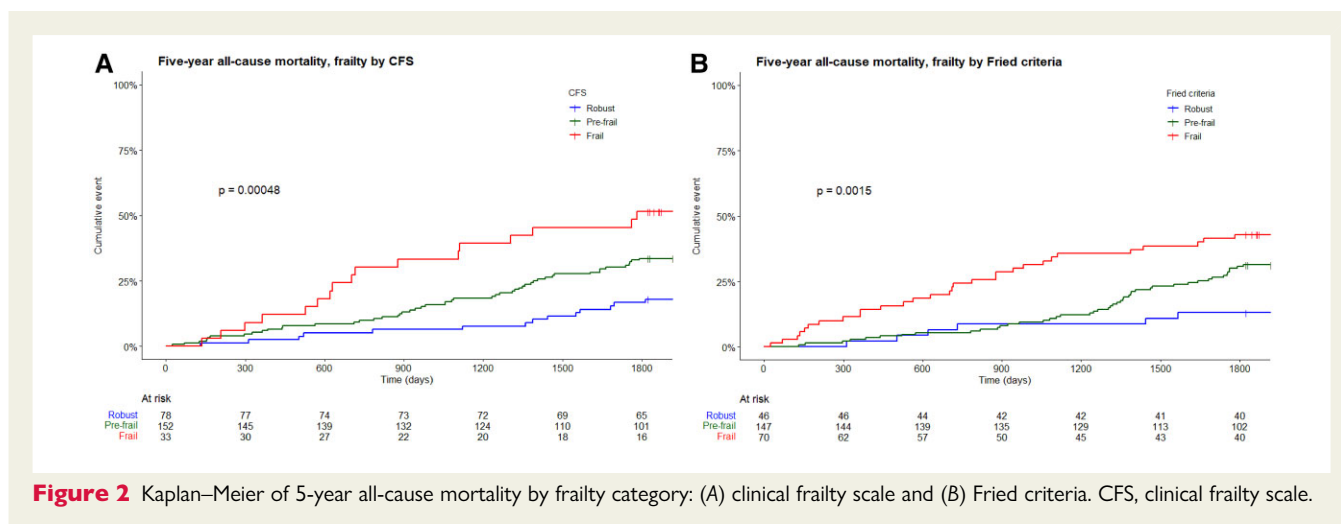 A
Five-year all-cause mortality, frailty by CFS
100%
75%
50%
25%
0%
Cumulative event
CFS
Robust
Pre-frail
Frail
p = 0.00048
0 300 600 900 1200 1500 1800
Time (days)
At risk
Robust 78 77 74 73 72 69 65
Pre-frail 152 145 139 132 124 110 101
Frail 33 30 27 22 20 18 16
B
Five-year all-cause mortality, frailty by Fried criteria
100%
75%
50%
25%
0%
Cumulative event
Fried criteria
Robust
Pre-frail
Frail
p = 0.0015
0 300 600 900 1200 1500 1800
Time (days)
At risk
Robust 46 46 44 42 42 41 40
Pre-frail 147 144 139 135 129 113 102
Frail 70 62 57 50 45 43 40
Figure 2 Kaplan–Meier of 5-year all-cause mortality by frailty category: (A) clinical frailty scale and (B) Fried criteria. CFS, clinical frailty scale.